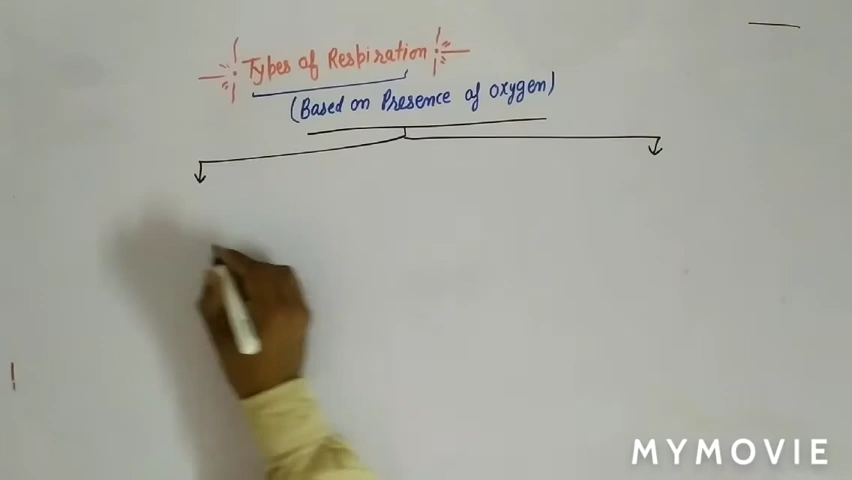 Types of Respiration
(Based on Presence of oxygen)
MYMOVIE